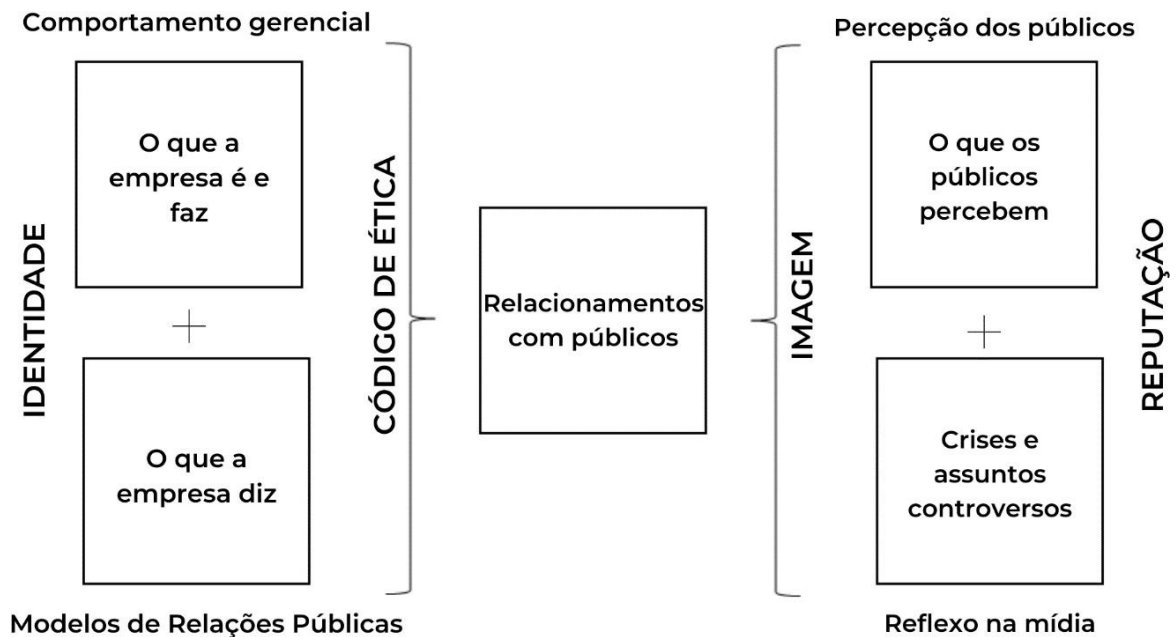 Comportamento gerencial
O que a
empresa é e
faz
IDENTIDADE
O que a
empresa diz
Modelos de Relações Públicas
CÓDIGO DE ÉTICA
Relacionamentos
com públicos
IMAGEM
Percepção dos públicos
O que os
públicos
percebem
Crises e
assuntos
controversos
Reflexo na mídia
REPUTAÇÃO